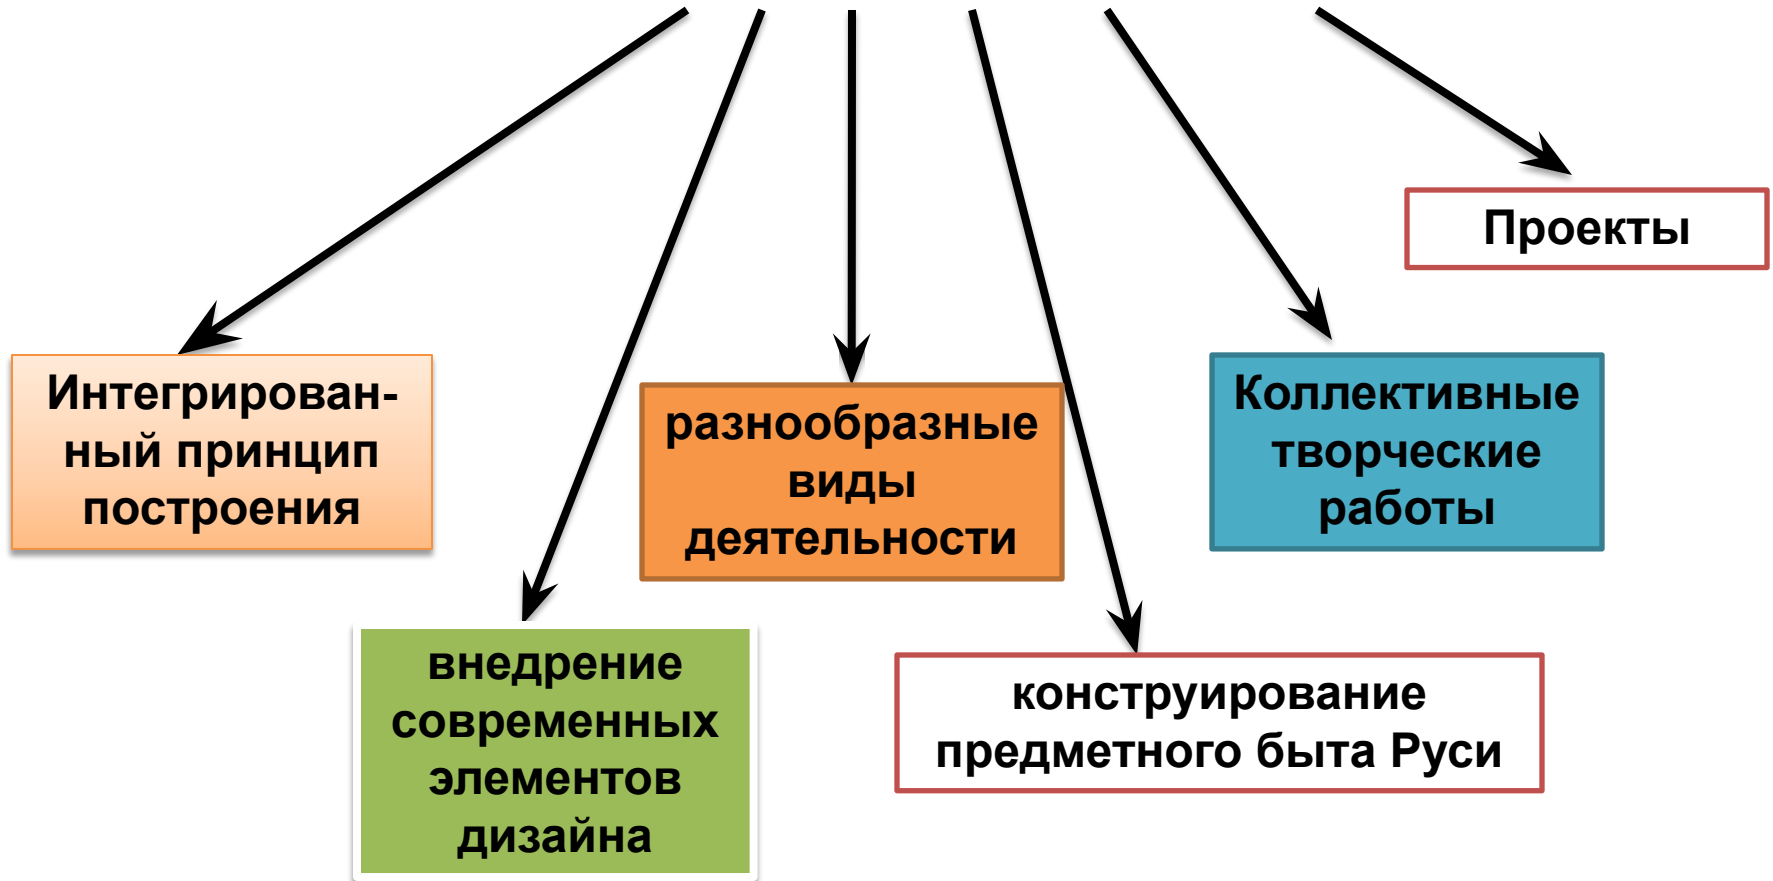 Проекты
Интегрирован-
ный принцип
построения
разнообразные
виды
деятельности
Коллективные
творческие
работы
внедрение
современных
элементов
дизайна
конструирование
предметного быта Руси